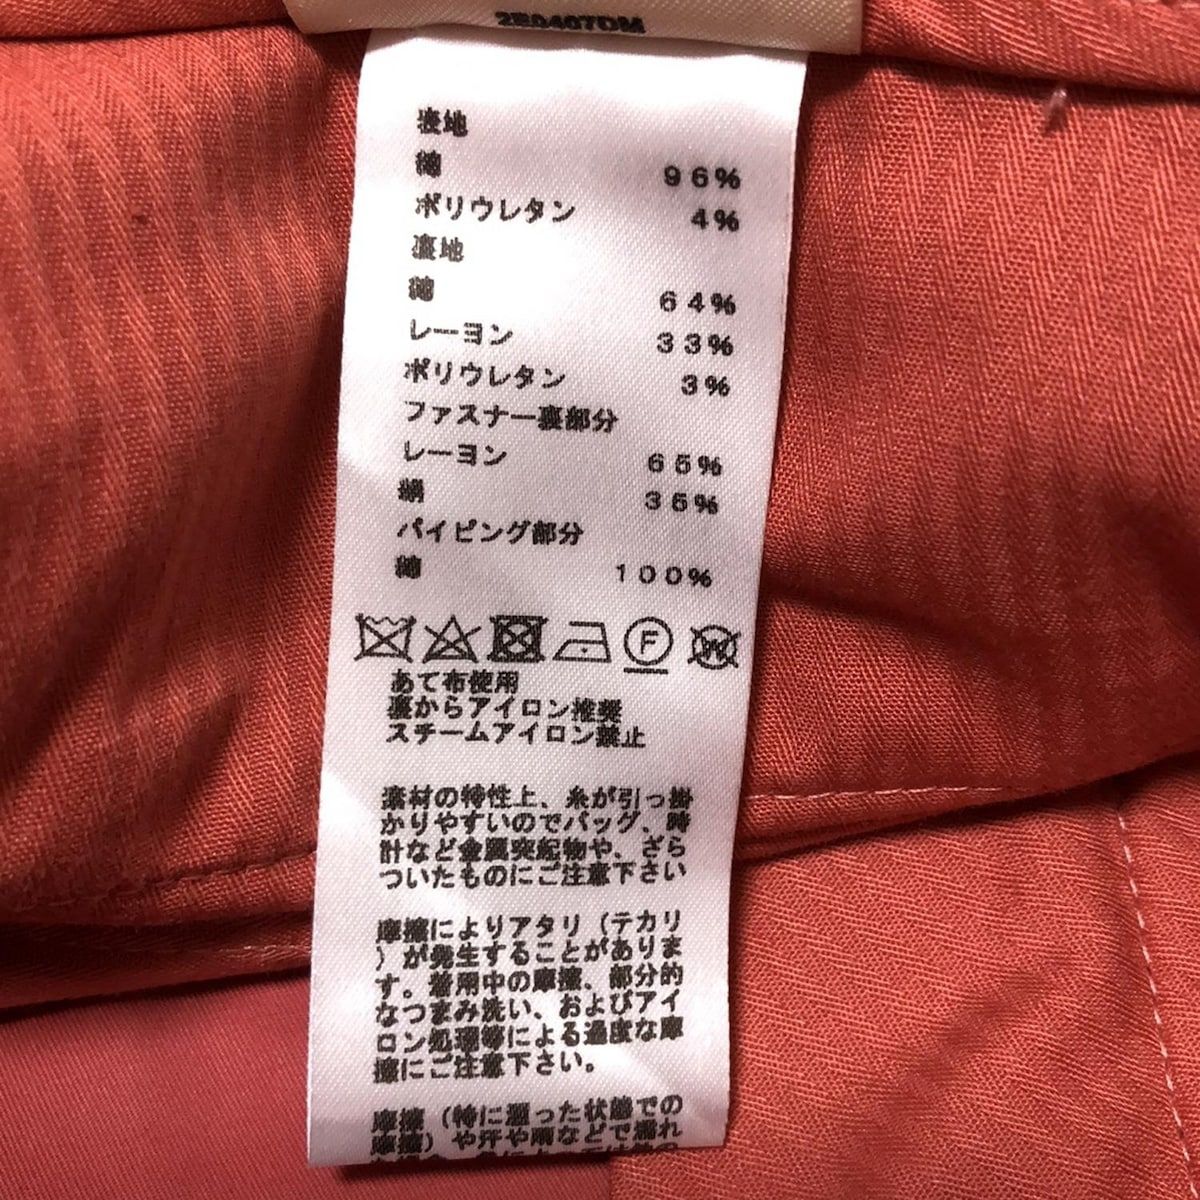 表地
綿 96%
ポリウレタン 4%
裏地
綿 64%
レーヨン 33%
ポリウレタン 3%
ファスナー裏部分
レーヨン 65%
絹 35%
パイピング部分
綿 100%
F W
あて布使用
裏からアイロン推奨
スチームアイロン禁止
素材の特性上、糸が引っ掛
かりやすいのでバッグ、時
計など金属突起物や、ざら
ついたものにご注意下さい
摩擦によりアタリ（テカリ
）が発生することがありま
す。着用中の摩擦、部分的
なつまみ洗い、およびアイ
ロン処理等による過度な摩
擦にご注意下さい。
摩擦（特に湿った状態での
摩擦）や汗や雨などで濡れ